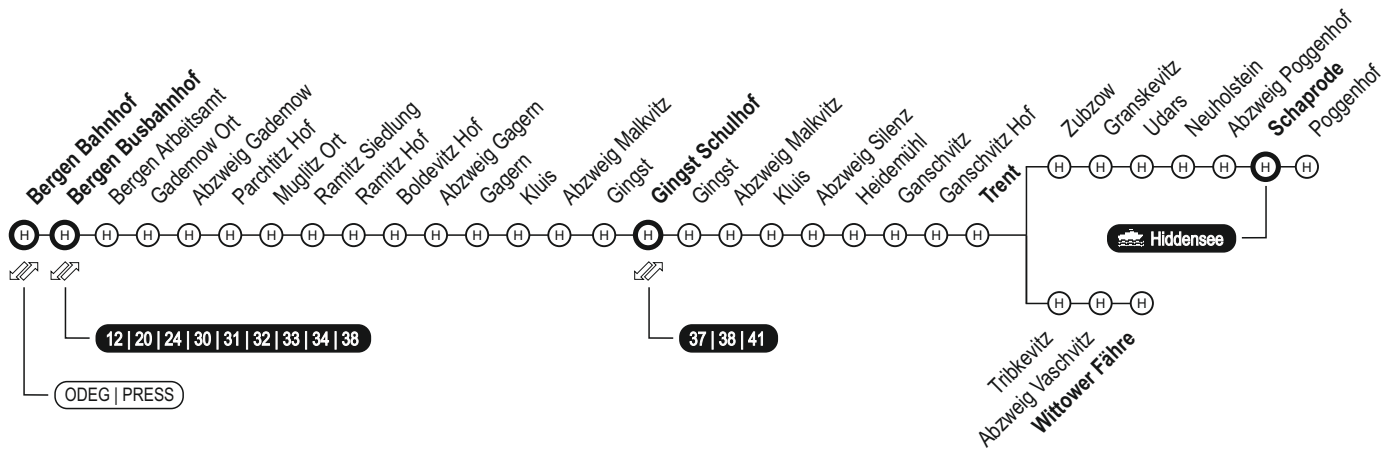 Bergen Bahnhof
Bergen Busbahnhof
Bergen Arbeitsamt
Gademow Ort
Abzweig Gademow
Parchtitz Hof
Muglitz Ort
Ramitz Siedlung
Ramitz Hof
Boldevitz Hof
Abzweig Gagern
Gagern
Kluis
Abzweig Malkvitz
Gingst
Gingst Schulhof
Gingst
Abzweig Malkvitz
Kluis
Abzweig Silenz
Heidemühl
Ganschvitz
Ganschvitz Hof
Trent
Zubzow
Granskevitz
Udars
Neuholstein
Abzweig Poggenhof
Schaprode
Poggenhof
H H H H H H H
H H H H H H H H H H H H H H H H H H H H H H H H
Hiddensee
H H H
12 | 20 | 24 | 30 | 31 | 32 | 33 | 34 | 38
37 | 38 | 41
ODEG | PRESS
Tribkevitz
Abzweig Vaschvitz
Wittower Fähre